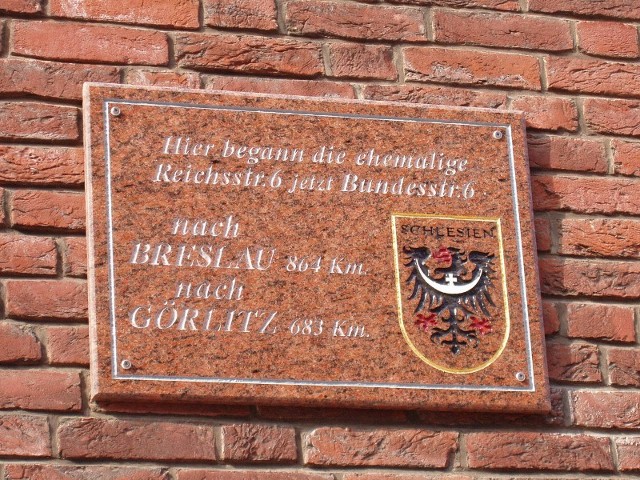 Hier begann die ehemalige
Reichsstr.6 jetzt Bundesstr.6
nach
BRESLAU 864 Km.
nach
GÖRLITZ 683 Km.
SCHLESIEN